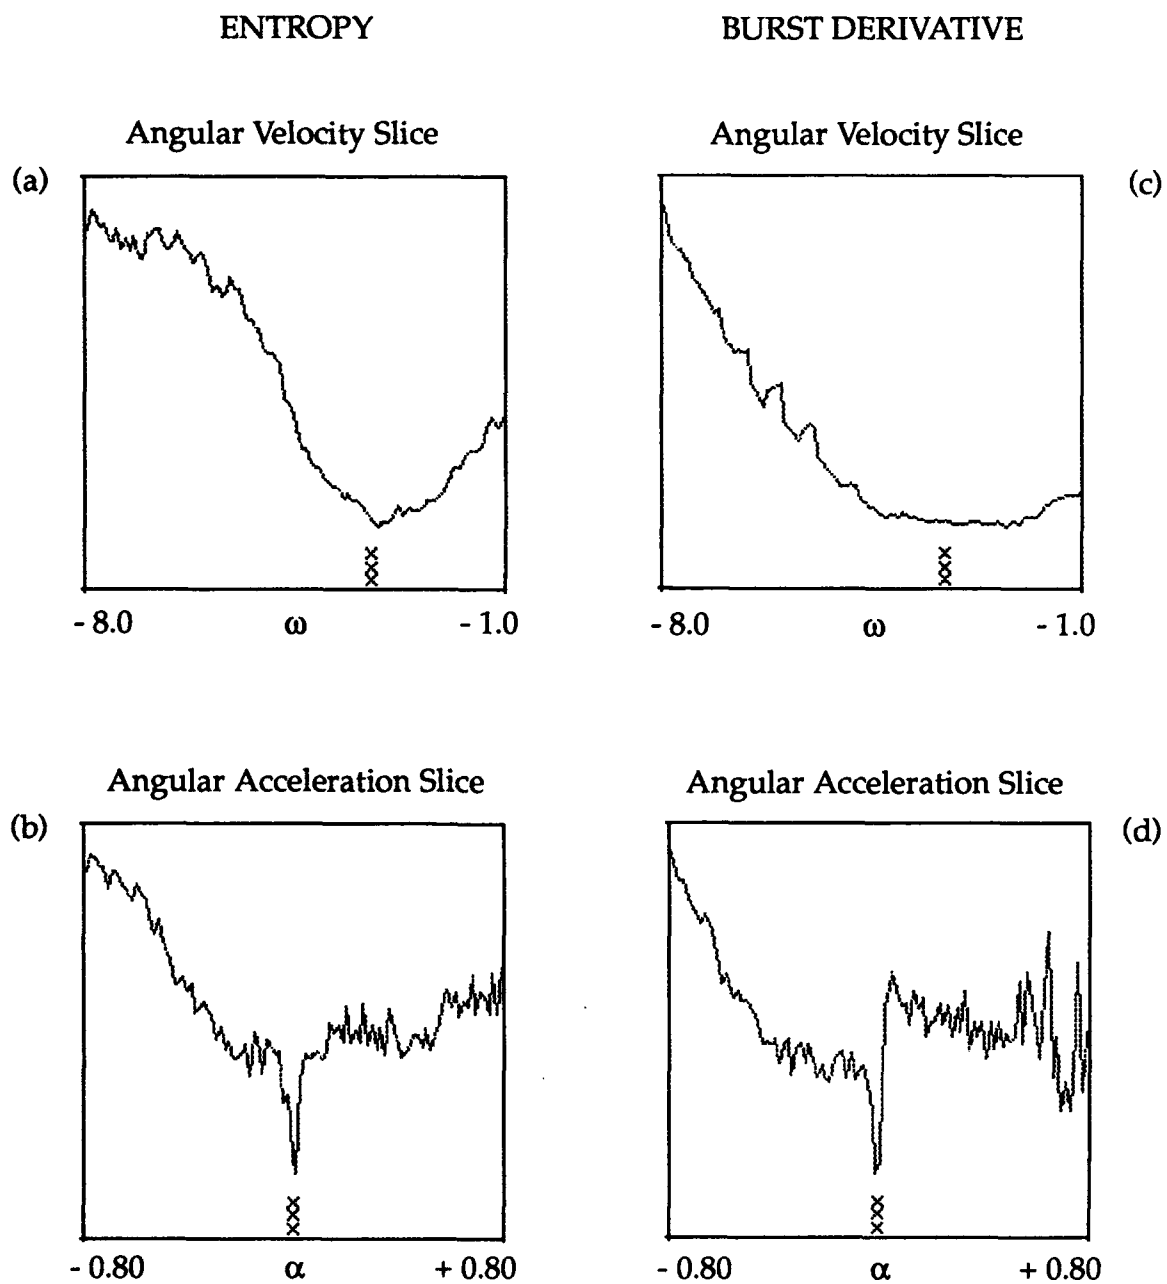 ENTROPY
BURST DERIVATIVE
Angular Velocity Slice
Angular Velocity Slice
(a)
(c)
×
×
×
×
×
×
- 8.0 ω - 1.0
- 8.0 ω - 1.0
Angular Acceleration Slice
Angular Acceleration Slice
(b)
(d)
×
×
×
×
×
×
- 0.80 α + 0.80
- 0.80 α + 0.80